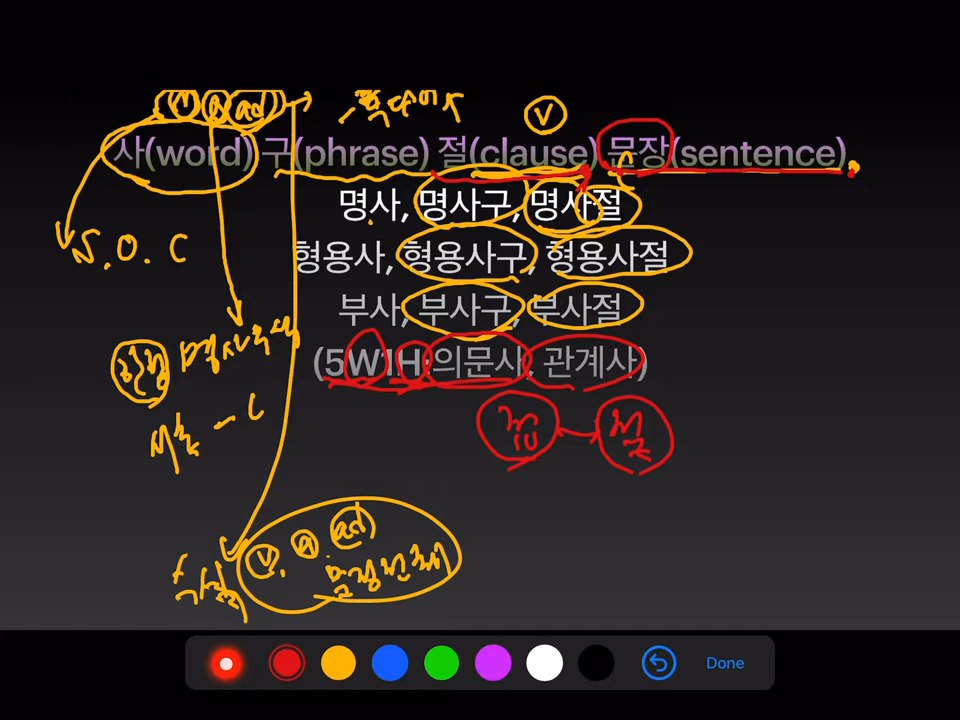 n a ad
v
사(word) 구(phrase) 절(clause) 문장(sentence).
명사, 명사구, 명사절
S. O. C
형용사, 형용사구, 형용사절
부사, 부사구, 부사절
(5W1H-의문사, 관계사)
C
V, a, ad
Done